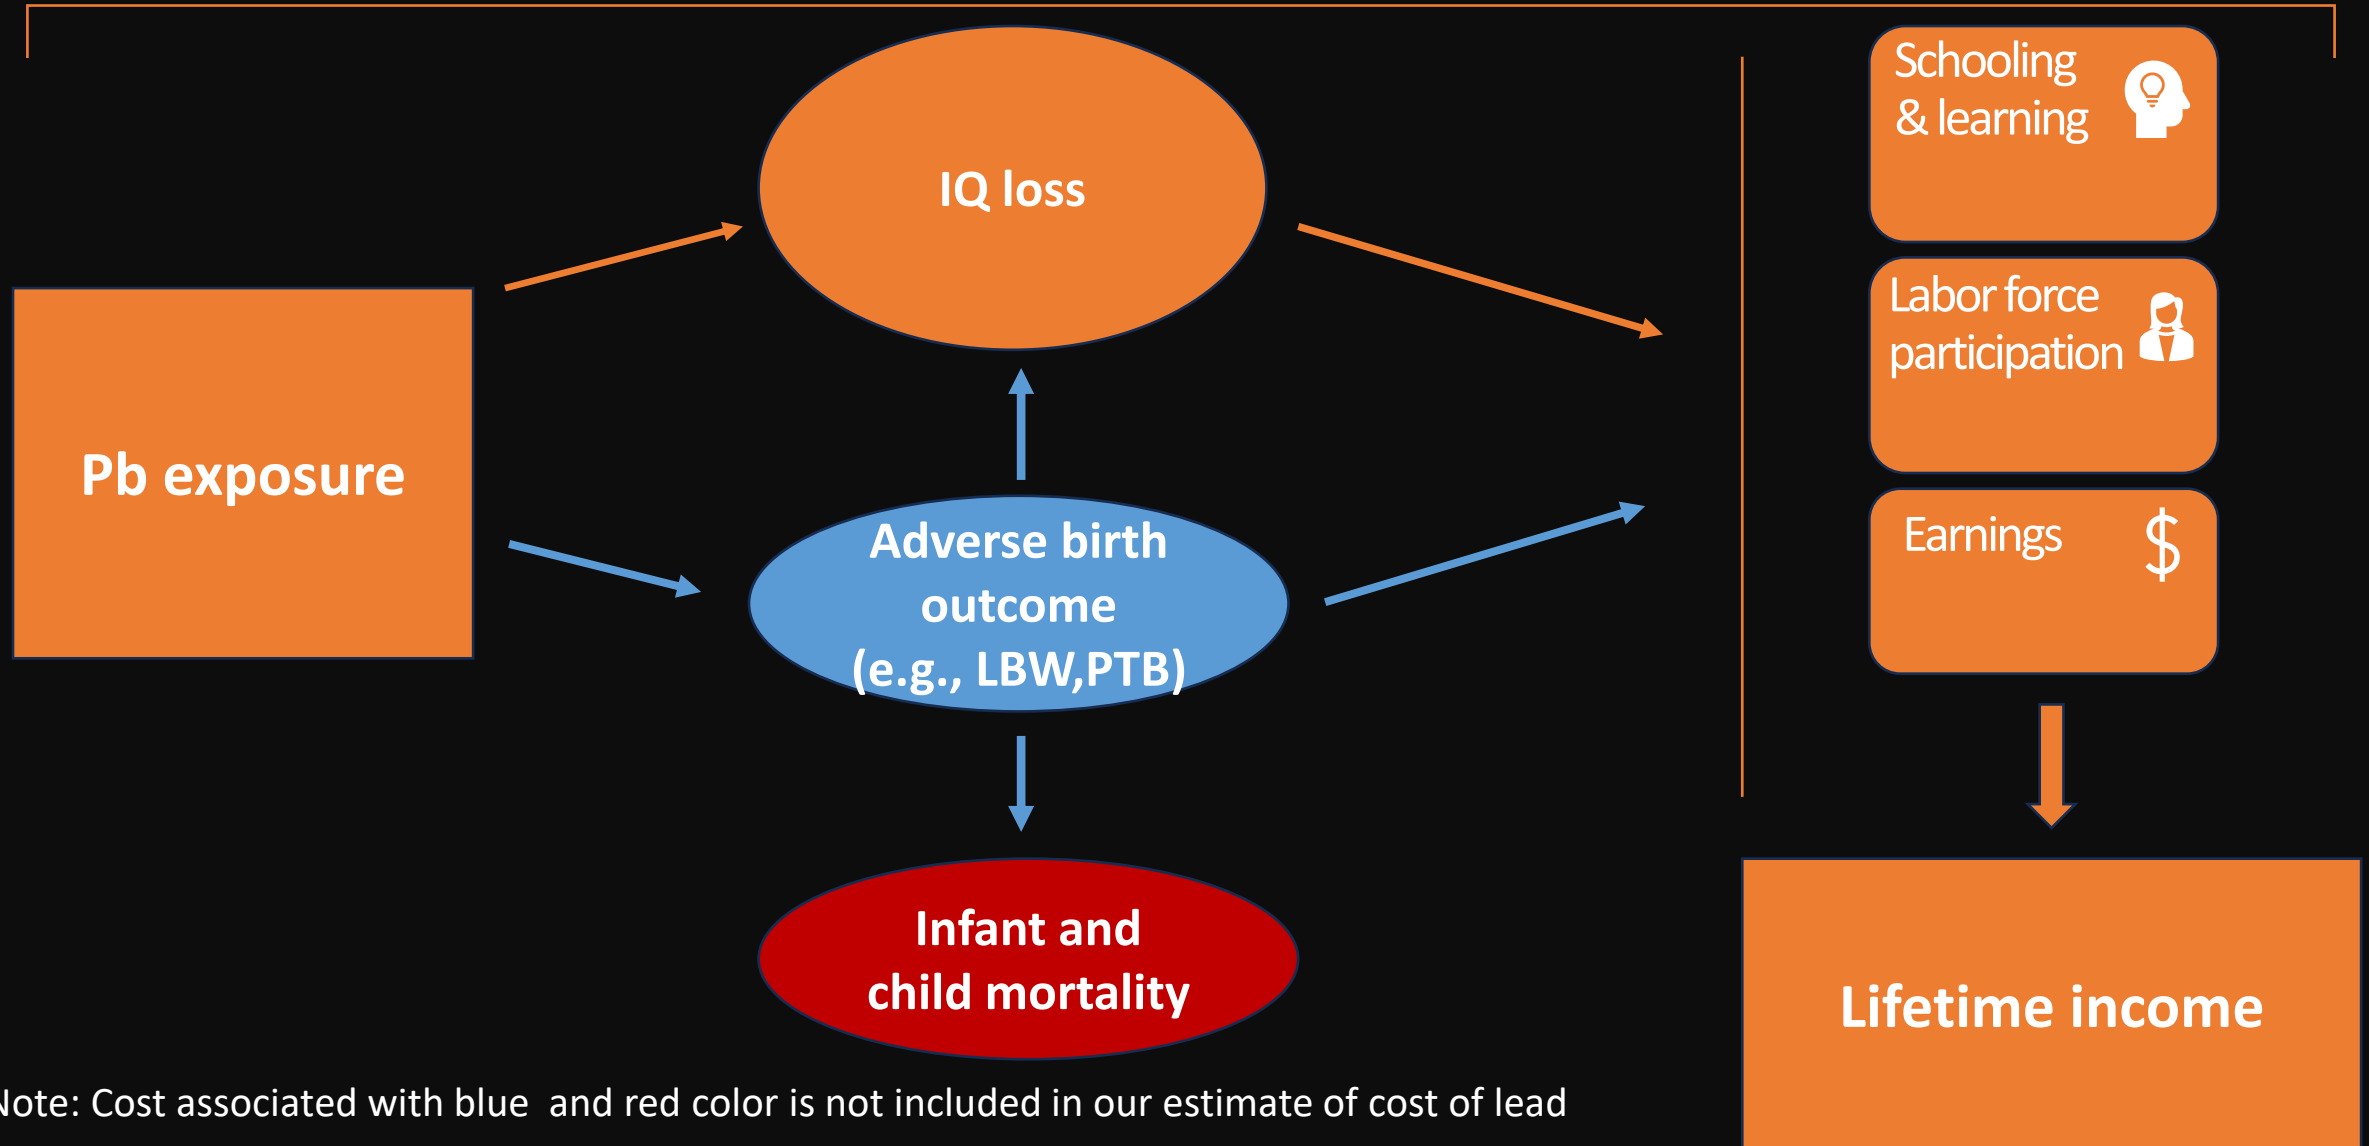 Schooling
& learning
IQ loss
Labor force
participation
Pb exposure
Adverse birth
outcome
(e.g., LBW,PTB)
Earnings
$
Infant and
child mortality
Lifetime income
Note: Cost associated with blue  and red color is not included in our estimate of cost of lead